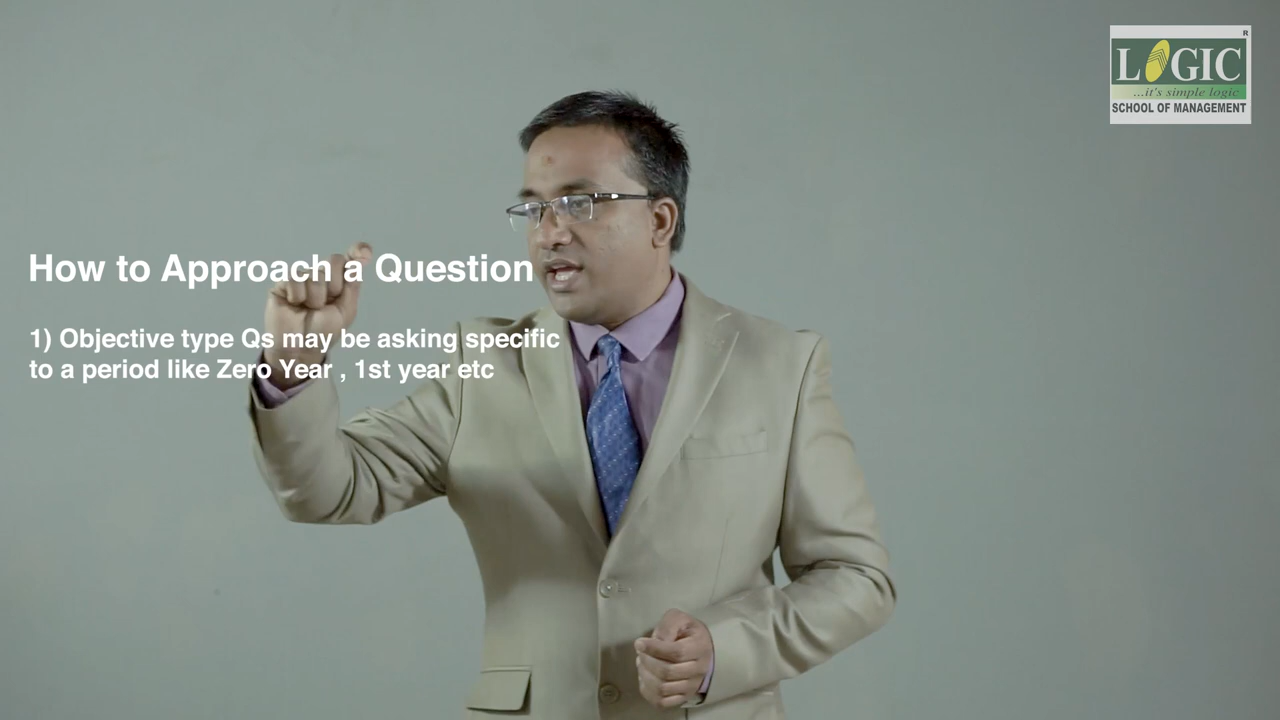 R
LOGIC
...it's simple logic
SCHOOL OF MANAGEMENT
How to Approach a Question
1) Objective type Qs may be asking specific
to a period like Zero Year , 1st year etc